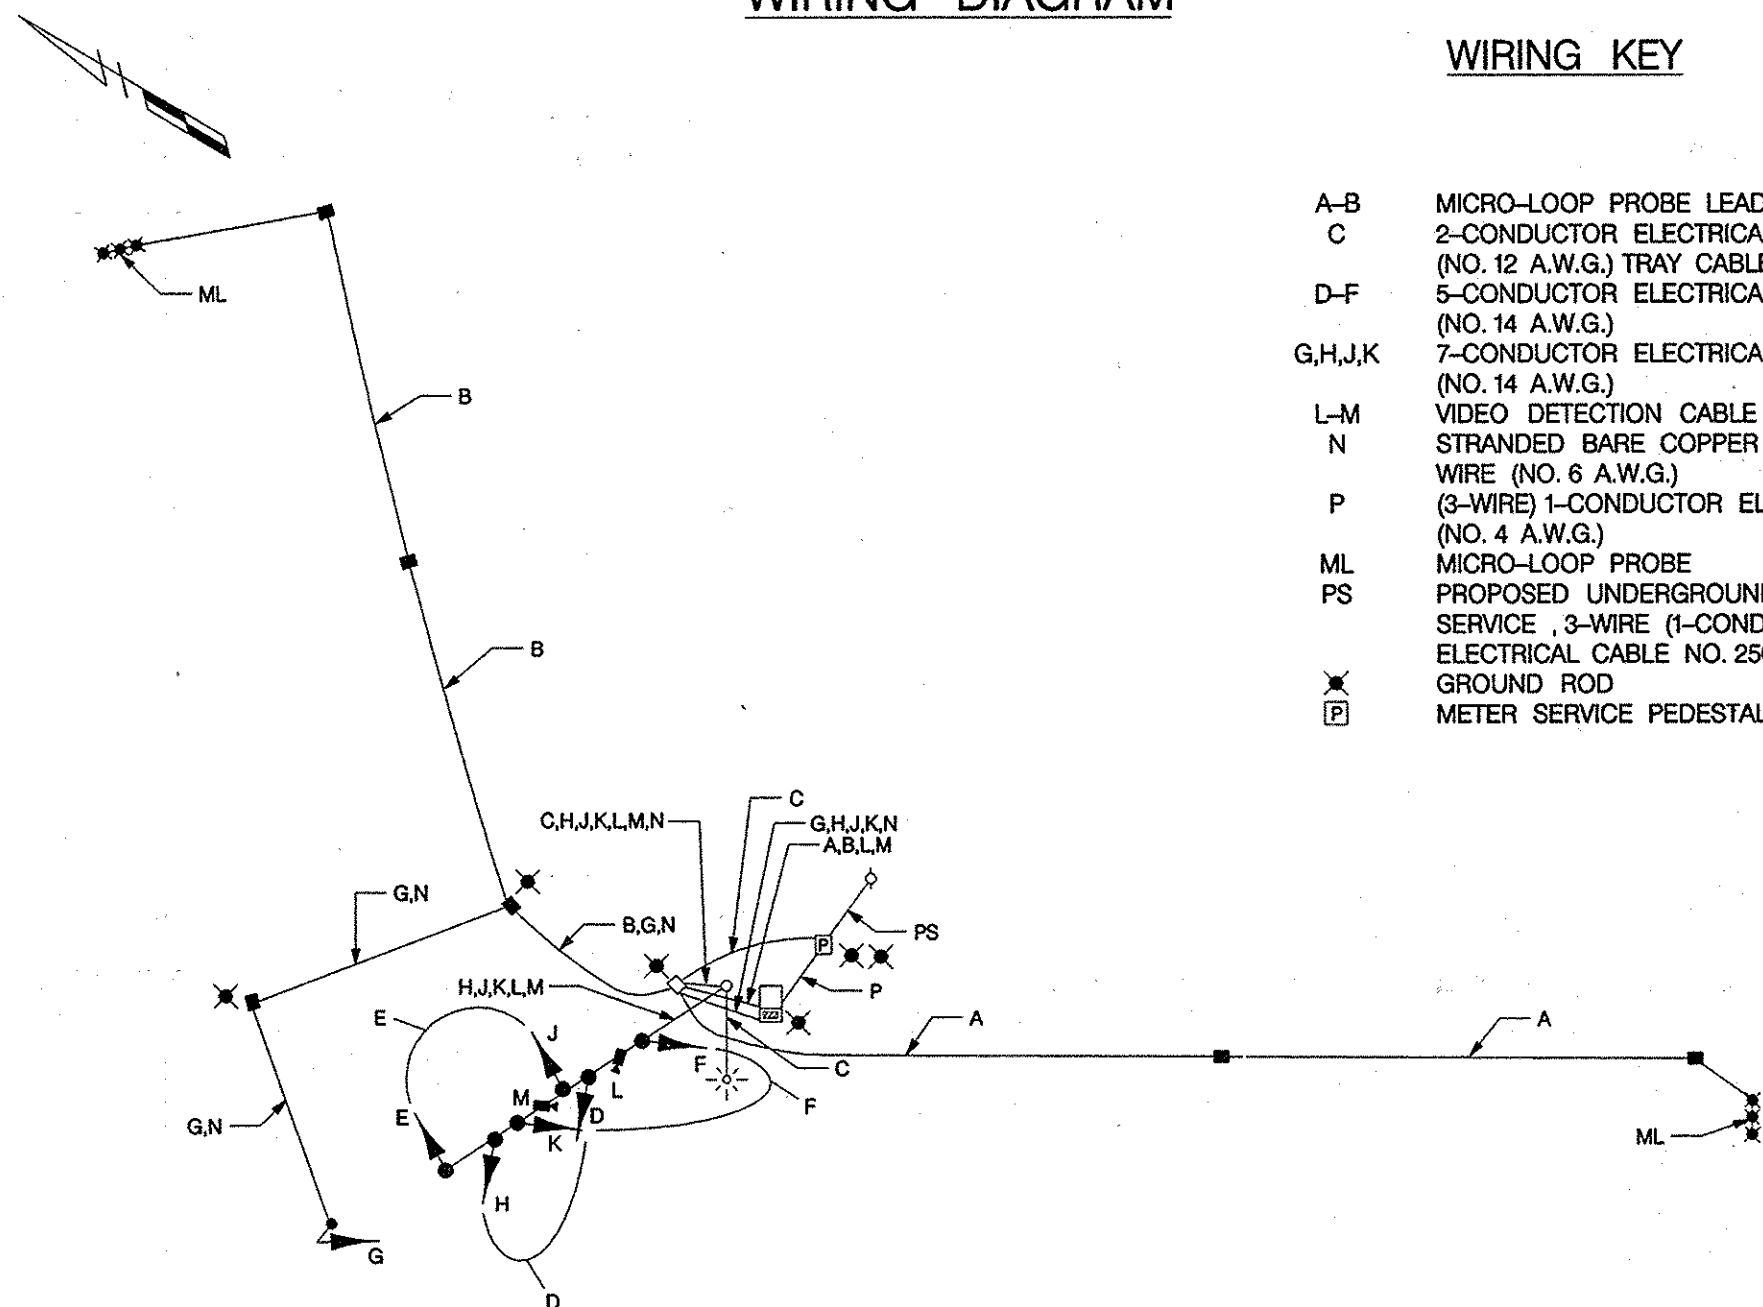 WIRING DIAGRAM
WIRING KEY
A-B MICRO-LOOP PROBE LEAD
C 2-CONDUCTOR ELECTRICA
(NO. 12 A.W.G.) TRAY CABLE
D-F 5-CONDUCTOR ELECTRICA
(NO. 14 A.W.G.)
G,H,J,K 7-CONDUCTOR ELECTRICA
(NO. 14 A.W.G.)
L-M VIDEO DETECTION CABLE
N STRANDED BARE COPPER
WIRE (NO. 6 A.W.G.)
P (3-WIRE) 1-CONDUCTOR EL
(NO. 4 A.W.G.)
ML MICRO-LOOP PROBE
PS PROPOSED UNDERGROUN
SERVICE , 3-WIRE (1-COND
ELECTRICAL CABLE NO. 25
GROUND ROD
P METER SERVICE PEDESTAL
ML
B
B
C
C,H,J,K,L,M,N
G,H,J,K,N
A,B,L,M
G,N
B,G,N
PS
P
H,J,K,L,M
P
E
J
A
A
F
L
C
M
F
E
D
K
G,N
ML
H
G
D